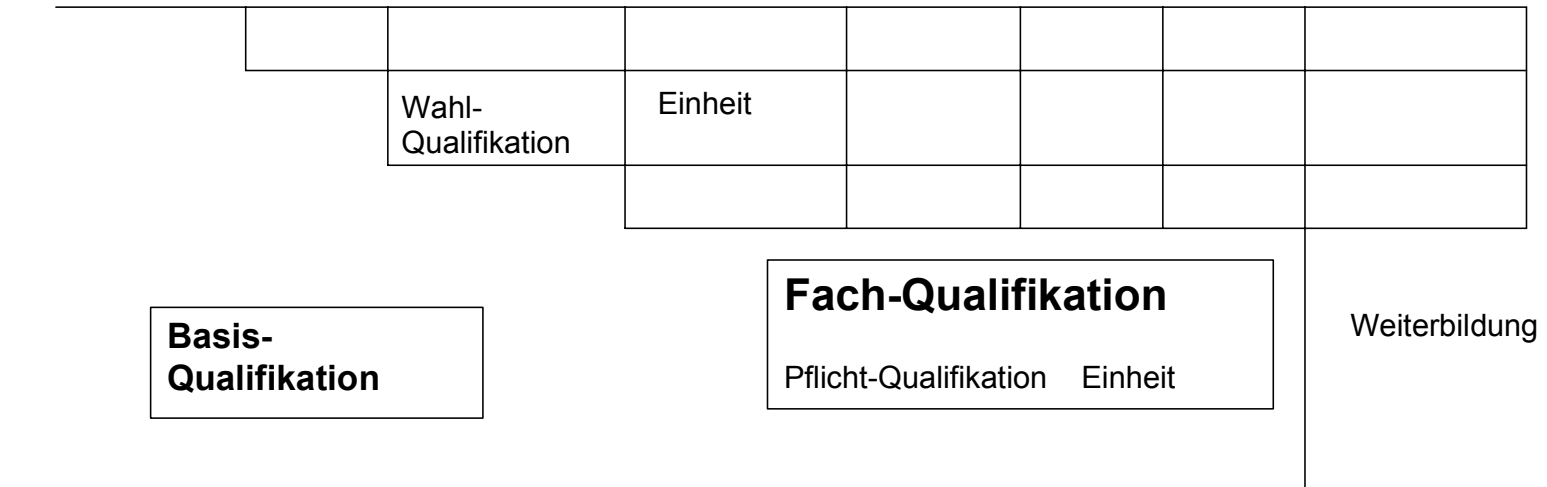 Wahl-
Qualifikation
Einheit
Fach-Qualifikation
Pflicht-Qualifikation Einheit
Basis-
Qualifikation
Weiterbildung